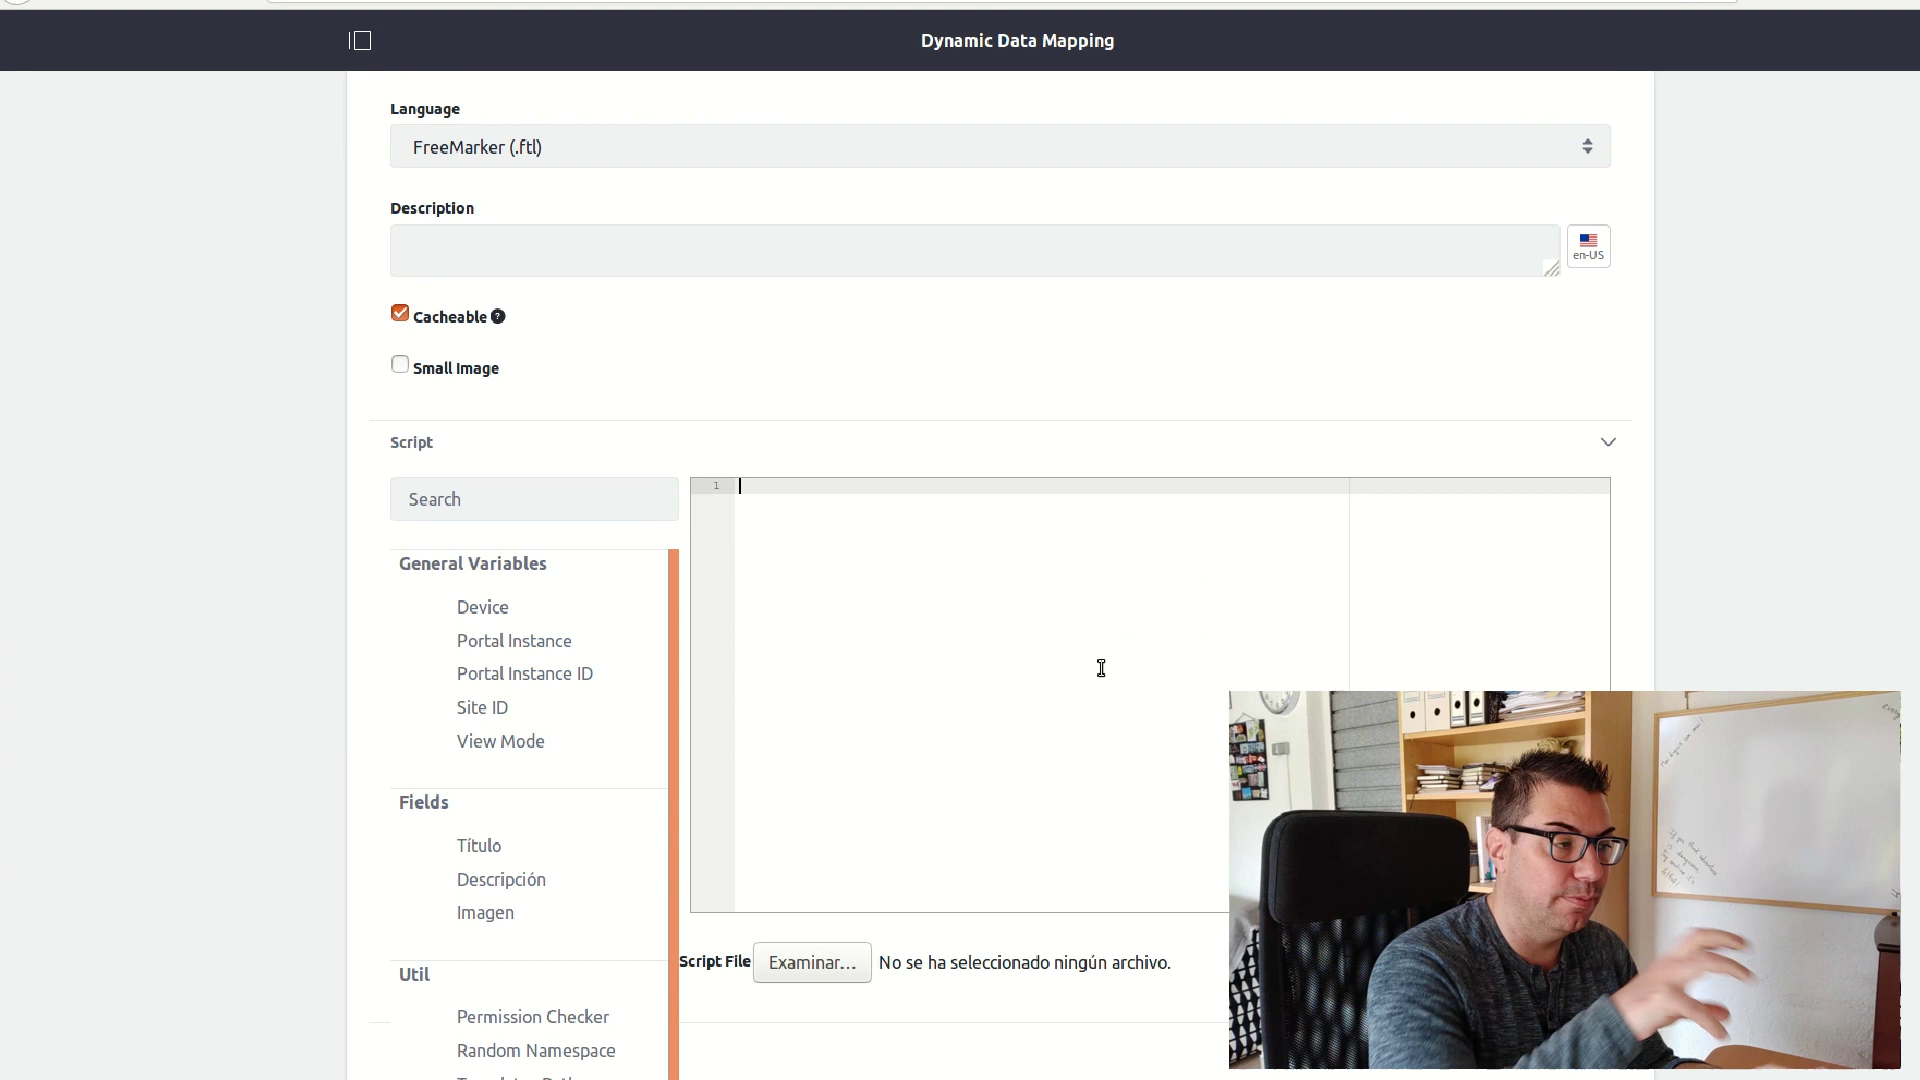 Dynamic Data Mapping
Language
FreeMarker (.ftl)
Description
en-US
Cacheable
Small Image
Script
Search
1
General Variables
Device
Portal Instance
Portal Instance ID
Site ID
View Mode
Fields
Título
Descripción
Imagen
Script File Examinar... No se ha seleccionado ningún archivo.
Util
Permission Checker
Random Namespace